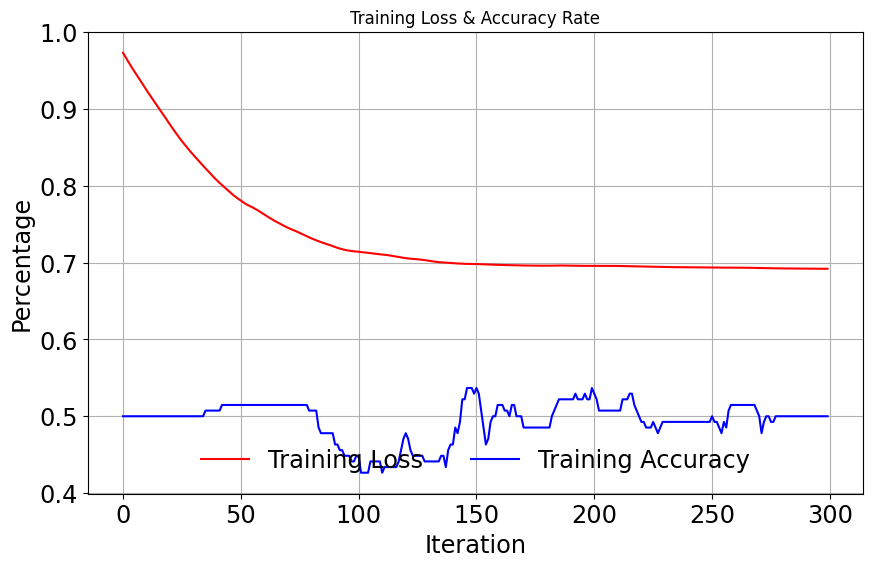 Training Loss & Accuracy Rate
1.0
0.9
0.8
0.7
0.6
0.5
0.4
Percentage
Training Loss Training Accuracy
0 50 100 150 200 250 300
Iteration